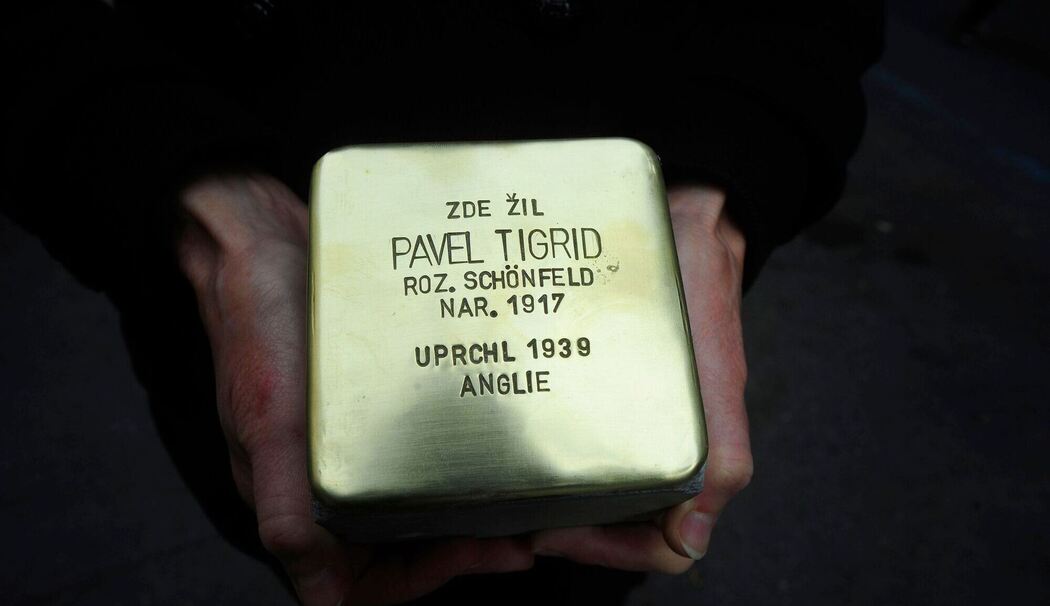 ZDE ŽIL
PAVEL TIGRID
ROZ. SCHÖNFELD
NAR. 1917
UPRCHL 1939
ANGLIE